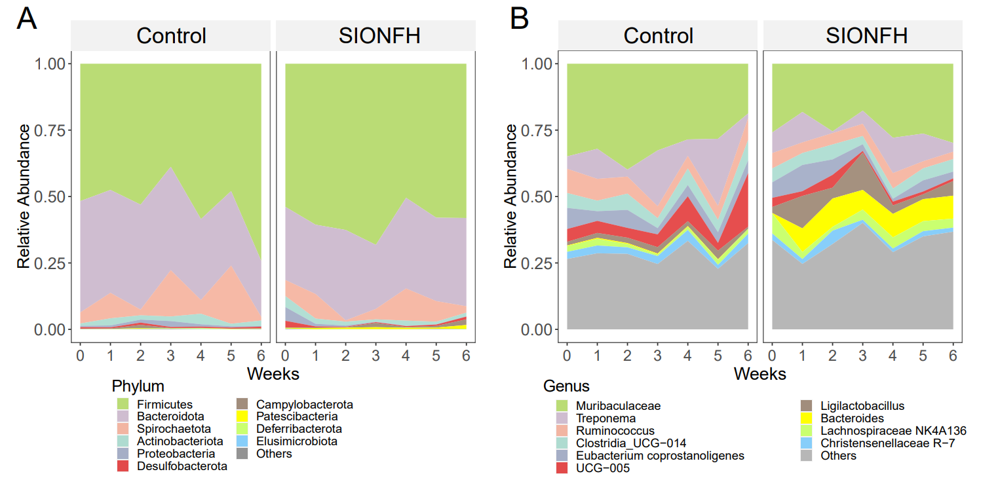 A
B
Control
SIONFH
Control
SIONFH
Relative Abundance
1.00
0.75
0.50
0.25
0.00
0 1 2 3 4 5 6
0 1 2 3 4 5 6
Weeks
Relative Abundance
1.00
0.75
0.50
0.25
0.00
0 1 2 3 4 5 6
0 1 2 3 4 5 6
Weeks
Phylum
Firmicutes
Bacteroidota
Spirochaetota
Actinobacteriota
Proteobacteria
Desulfobacterota
Campylobacterota
Patescibacteria
Deferribacterota
Elusimicrobiota
Others
Genus
Muribaculaceae
Treponema
Ruminococcus
Clostridia_UCG−014
Eubacterium coprostanoligenes
UCG−005
Ligilactobacillus
Bacteroides
Lachnospiraceae NK4A136
Christensenellaceae R−7
Others